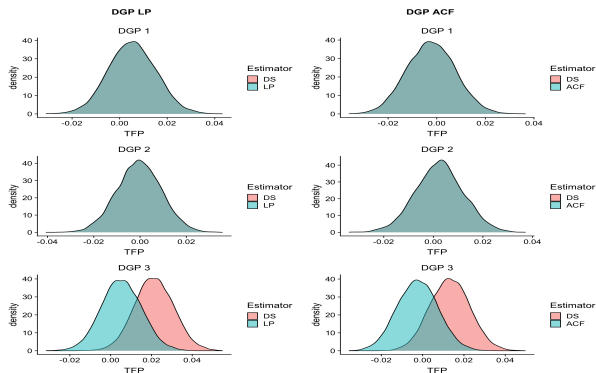 DGP LP
DGP ACF
DGP 1
40
30
20
10
0
density
-0.02
0.00
0.02
0.04
TFP
Estimator
DS
LP
DGP 1
40
30
20
10
0
density
-0.02
0.00
0.02
0.04
TFP
Estimator
DS
ACF
DGP 2
40
30
20
10
0
density
-0.04
-0.02
0.00
0.02
TFP
Estimator
DS
LP
DGP 2
40
30
20
10
0
density
-0.02
0.00
0.02
0.04
TFP
Estimator
DS
ACF
DGP 3
40
30
20
10
0
density
-0.02
0.00
0.02
0.04
TFP
Estimator
DS
LP
DGP 3
40
30
20
10
0
density
-0.02
0.00
0.02
0.04
TFP
Estimator
DS
ACF